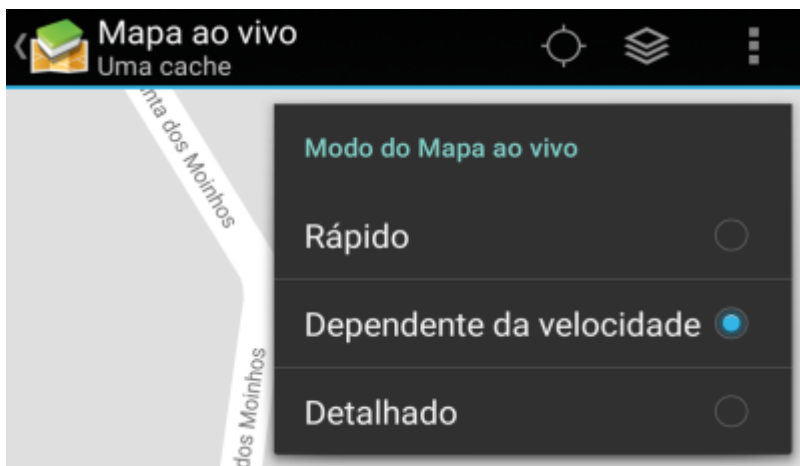 Mapa ao vivo
Uma cache
nta dos Moinhos
Modo do Mapa ao vivo
Rápido
Dependente da velocidade
Detalhado
dos Moinhos